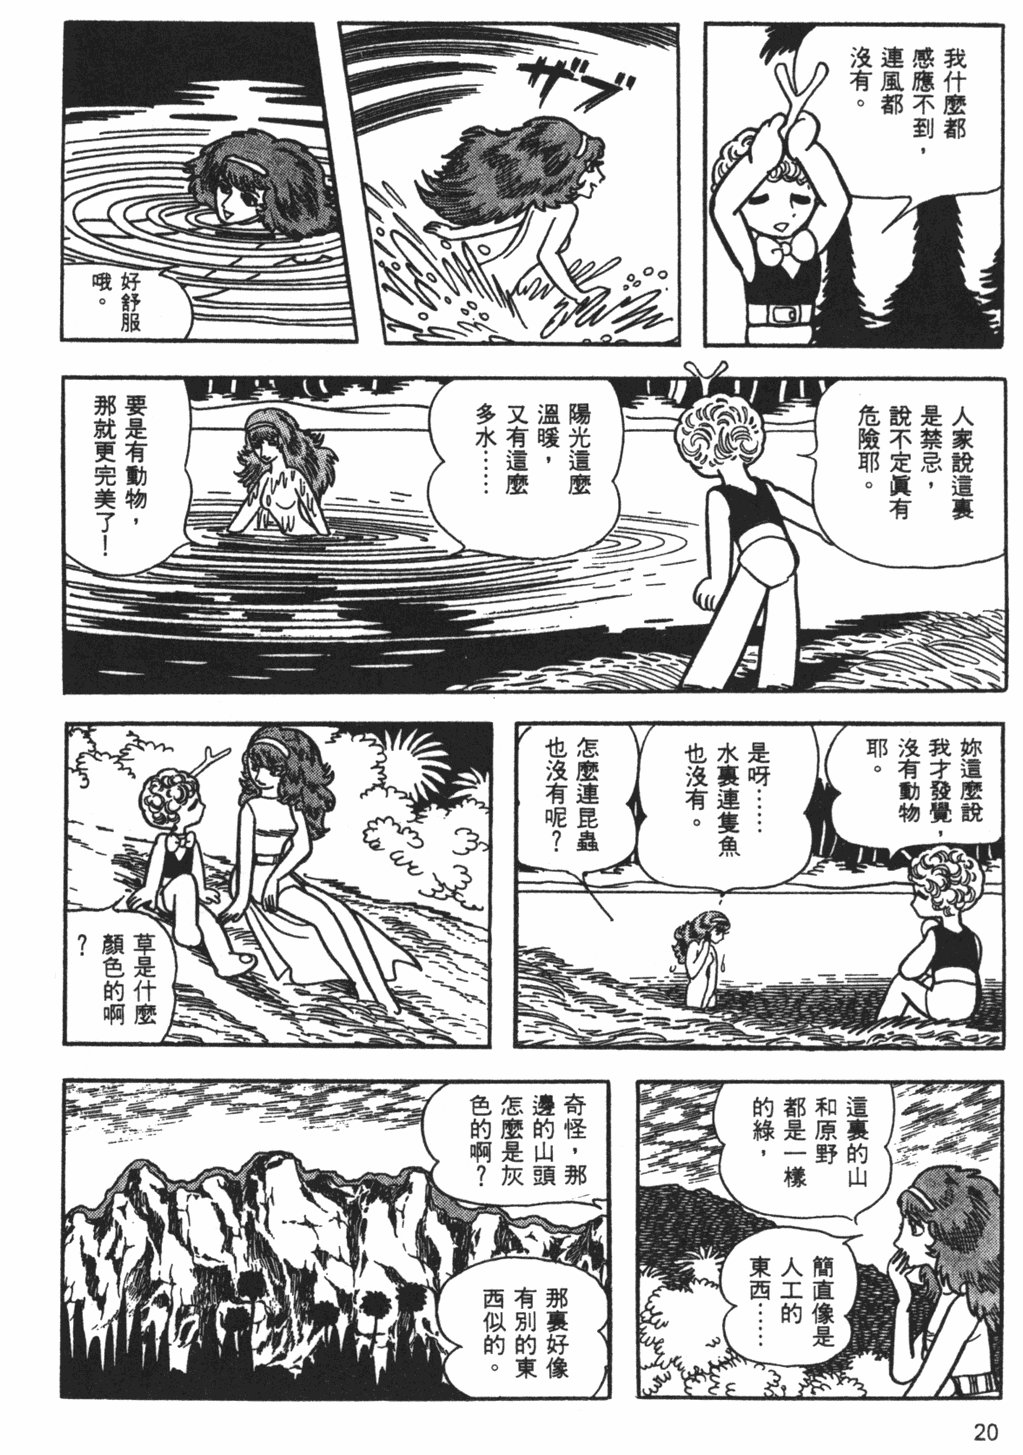 我什麼都
感應不到，
連風都
沒有。
ザブ
好舒服
哦。
人家說這裏
是禁忌，
說不定眞有
危險耶。
陽光這麼
溫暖，
又有這麼
多水……
要是有動物，
那就更完美了！
妳這麼說
我才發覺，
沒有動物
耶。
是呀……
水裏連隻魚
也沒有。
怎麼連昆蟲
也沒有呢？
草是什麼
顏色的啊
？
這裏的山
和原野
都是一樣
的綠，
簡直像是
人工的
東西……
奇怪，那
邊的山頭
怎麼是灰
色的啊？
那裏好像
有別的東
西似的。
20